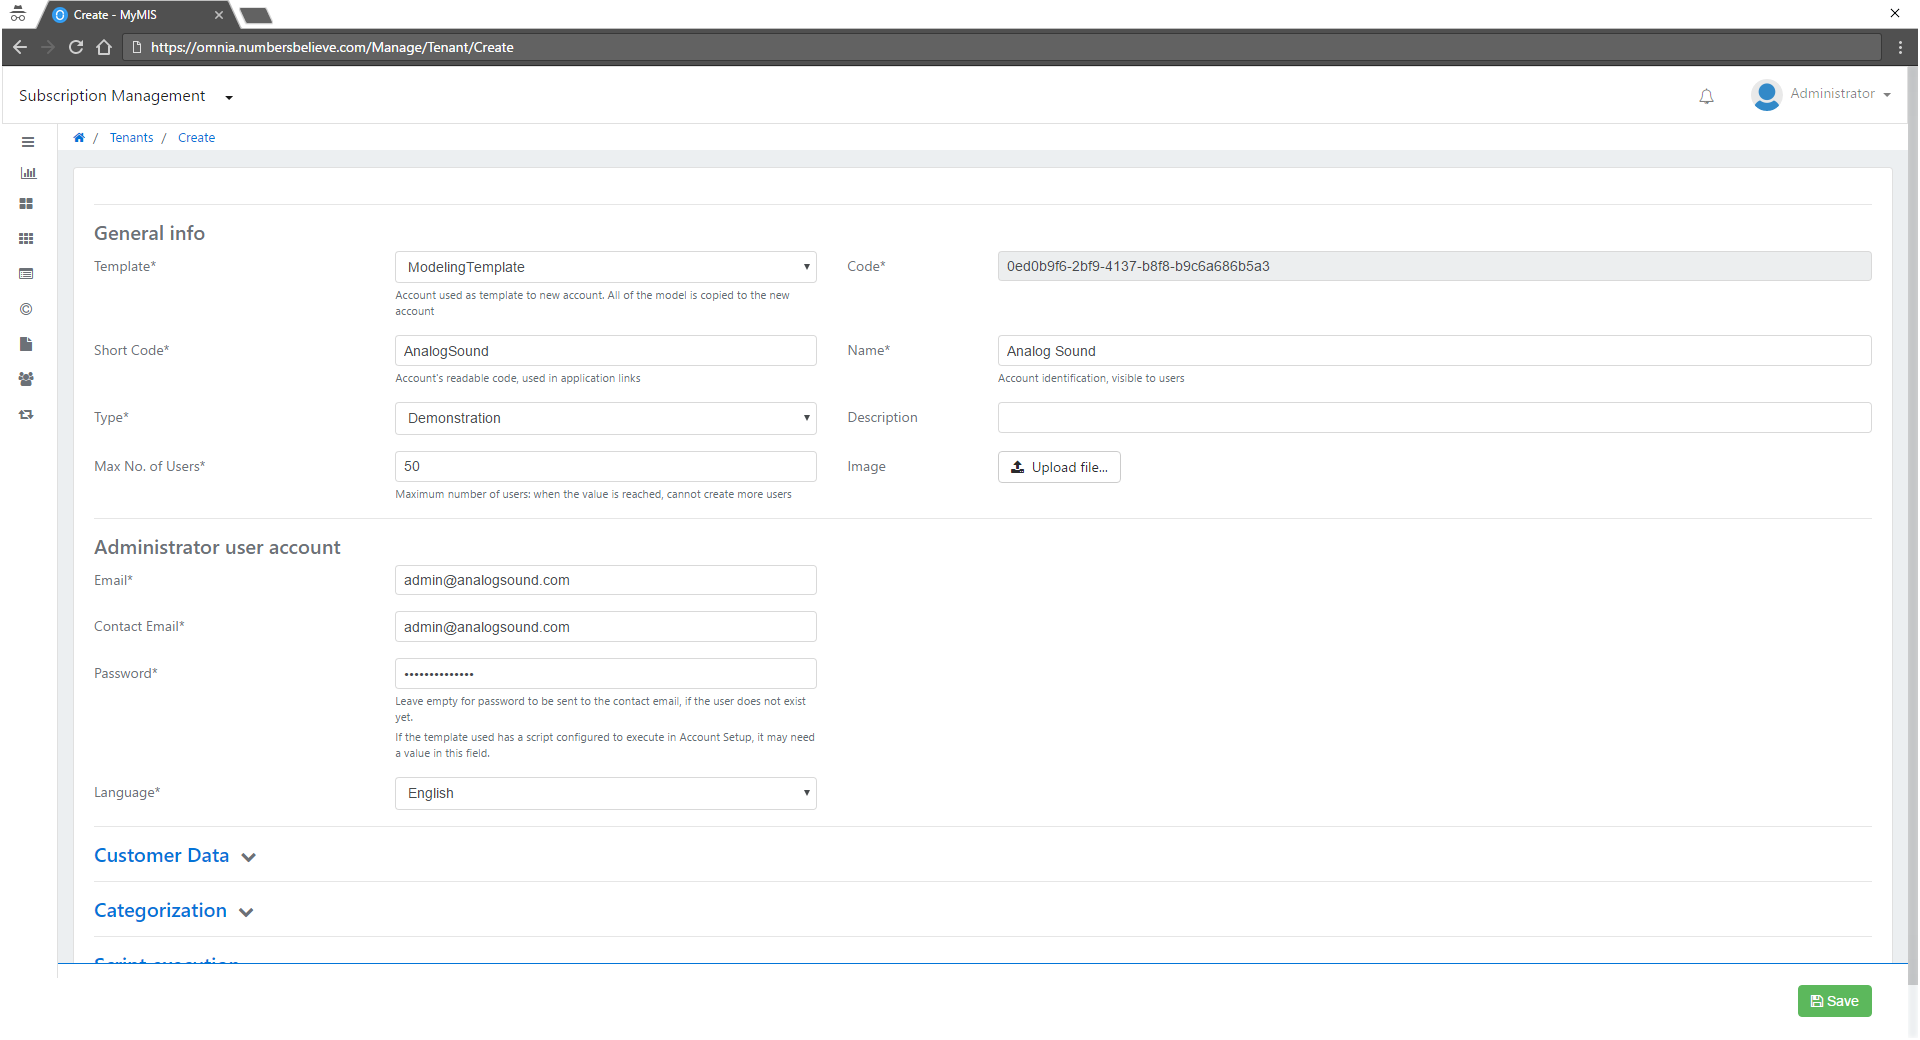 Create - MyMIS
https://omnia.numbersbelieve.com/Manage/Tenant/Create
Subscription Management
Administrator
/ Tenants / Create
General info
Template*
ModelingTemplate
Account used as template to new account. All of the model is copied to the new
account
Code*
0ed0b9f6-2bf9-4137-b8f8-b9c6a686b5a3
Short Code*
AnalogSound
Account's readable code, used in application links
Name*
Analog Sound
Account identification, visible to users
Type*
Demonstration
Description
Max No. of Users*
50
Maximum number of users: when the value is reached, cannot create more users
Image
Upload file...
Administrator user account
Email*
admin@analogsound.com
Contact Email*
admin@analogsound.com
Password*
••••••••••••••
Leave empty for password to be sent to the contact email, if the user does not exist
yet.
If the template used has a script configured to execute in Account Setup, it may need
a value in this field.
Language*
English
Customer Data
Categorization
Script execution
Save